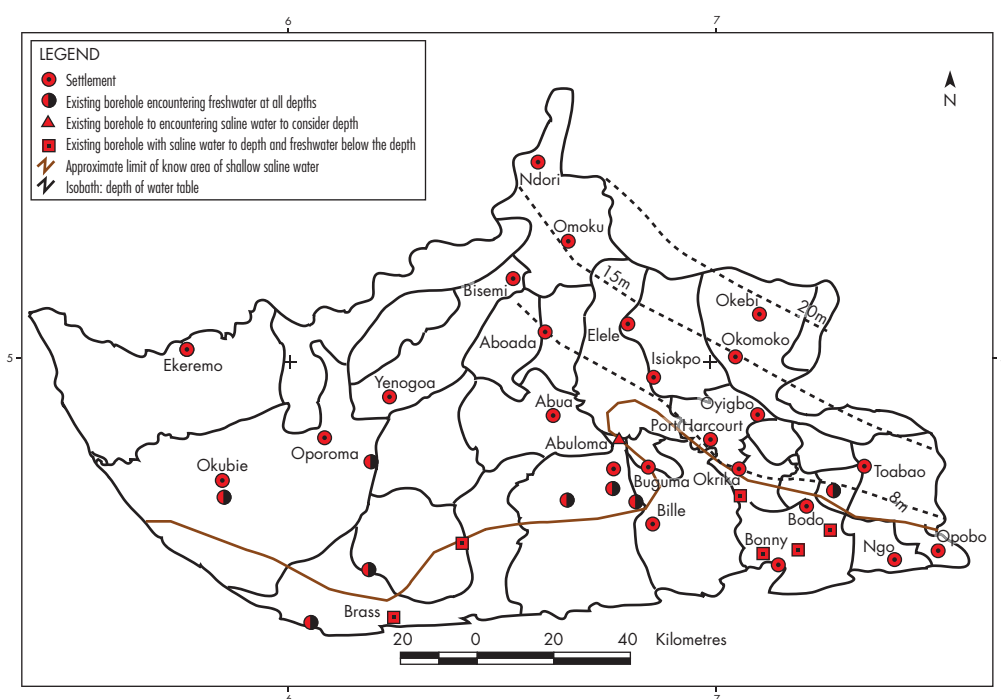 6
7
LEGEND
Settlement
Existing borehole encountering freshwater at all depths
Existing borehole to encountering saline water to consider depth
Existing borehole with saline water to depth and freshwater below the depth
Approximate limit of know area of shallow saline water
Isobath: depth of water table
N
Ndori
Omoku
15m
Bisemi
Okebi
20m
Aboada
Elele
Okomoko
5
Ekeremo
Isiokpo
Yenogoa
Abua
Oyigbo
Port Harcourt
Abuloma
Oporoma
Okubie
Buguma
Okrika
Toabao
8m
Bille
Bodo
Bonny
Ngo
Opobo
Brass
20 0 20 40 Kilometres
6
7